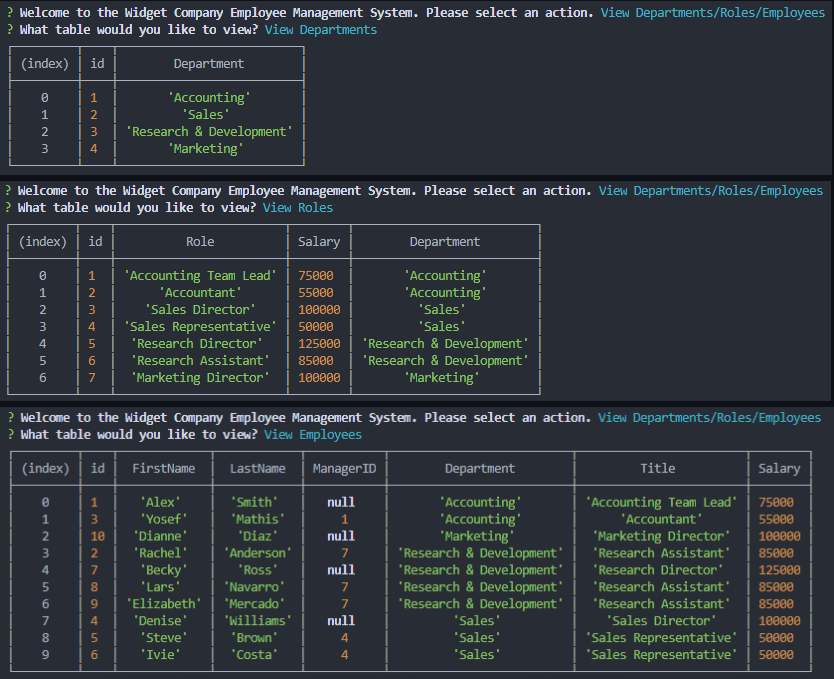 ? Welcome to the Widget Company Employee Management System. Please select an action. View Departments/Roles/Employees
? What table would you like to view? View Departments
(index) id Department
0 1 'Accounting'
1 2 'Sales'
2 3 'Research & Development'
3 4 'Marketing'
? Welcome to the Widget Company Employee Management System. Please select an action. View Departments/Roles/Employees
? What table would you like to view? View Roles
(index) id Role Salary Department
0 1 'Accounting Team Lead' 75000 'Accounting'
1 2 'Accountant' 55000 'Accounting'
2 3 'Sales Director' 100000 'Sales'
3 4 'Sales Representative' 50000 'Sales'
4 5 'Research Director' 125000 'Research & Development'
5 6 'Research Assistant' 85000 'Research & Development'
6 7 'Marketing Director' 100000 'Marketing'
? Welcome to the Widget Company Employee Management System. Please select an action. View Departments/Roles/Employees
? What table would you like to view? View Employees
(index) id FirstName LastName ManagerID Department Title Salary
0 1 'Alex' 'Smith' null 'Accounting' 'Accounting Team Lead' 75000
1 3 'Yosef' 'Mathis' 1 'Accounting' 'Accountant' 55000
2 10 'Dianne' 'Diaz' null 'Marketing' 'Marketing Director' 100000
3 2 'Rachel' 'Anderson' 7 'Research & Development' 'Research Assistant' 85000
4 7 'Becky' 'Ross' null 'Research & Development' 'Research Director' 125000
5 8 'Lars' 'Navarro' 7 'Research & Development' 'Research Assistant' 85000
6 9 'Elizabeth' 'Mercado' 7 'Research & Development' 'Research Assistant' 85000
7 4 'Denise' 'Williams' null 'Sales' 'Sales Director' 100000
8 5 'Steve' 'Brown' 4 'Sales' 'Sales Representative' 50000
9 6 'Ivie' 'Costa' 4 'Sales' 'Sales Representative' 50000